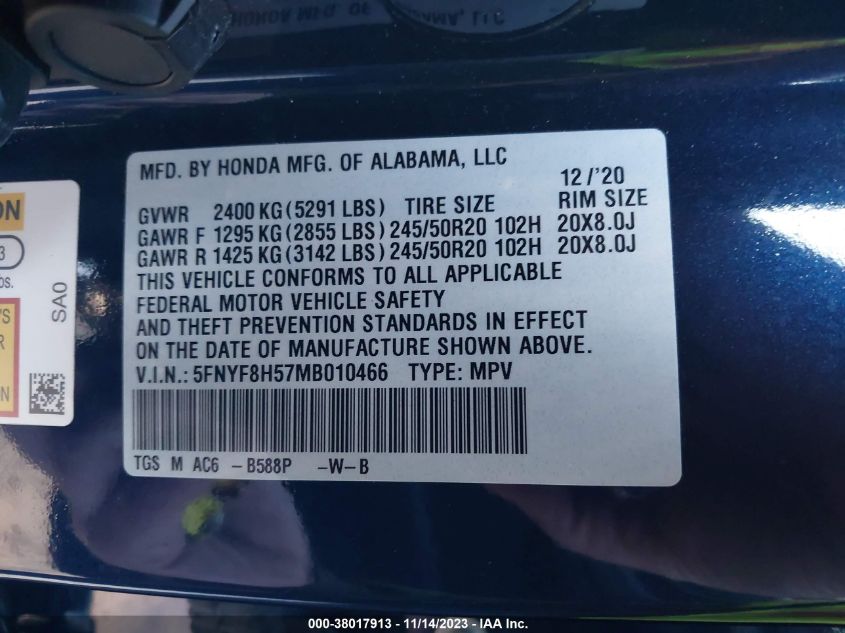 MFD. BY HONDA MFG. OF ALABAMA, LLC
12/'20
GVWR 2400 KG (5291 LBS) TIRE SIZE RIM SIZE
GAWR F 1295 KG (2855 LBS) 245/50R20 102H 20X8.0J
GAWR R 1425 KG (3142 LBS) 245/50R20 102H 20X8.0J
THIS VEHICLE CONFORMS TO ALL APPLICABLE
FEDERAL MOTOR VEHICLE SAFETY
AND THEFT PREVENTION STANDARDS IN EFFECT
ON THE DATE OF MANUFACTURE SHOWN ABOVE.
V.I.N.: 5FNYF8H57MB010466 TYPE: MPV
TGS M AC6 -B588P -W-B
ON
3
OS.
'S
R
SA0
000-38017913 - 11/14/2023 - IAA Inc.